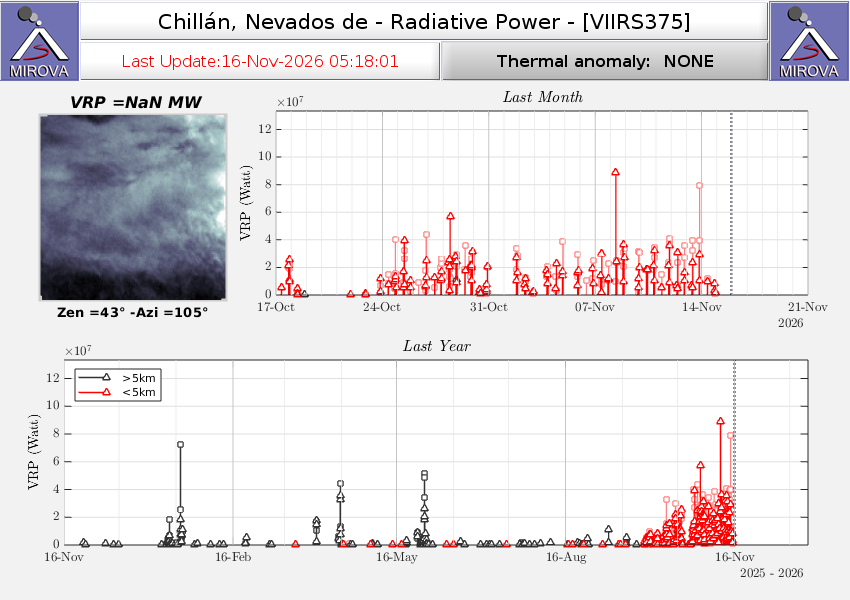 Chillán, Nevados de - Radiative Power - [VIIRS375]
MIROVA
Last Update:16-Nov-2026 05:18:01
Thermal anomaly: NONE
MIROVA
VRP =NaN MW
Zen =43° -Azi =105°
Last Month
×10⁷
VRP (Watt)
12
10
8
6
4
2
0
17-Oct 24-Oct 31-Oct 07-Nov 14-Nov 21-Nov
2026
Last Year
×10⁷
VRP (Watt)
12
10
8
6
4
2
0
>5km
<5km
16-Nov 16-Feb 16-May 16-Aug 16-Nov
2025 - 2026